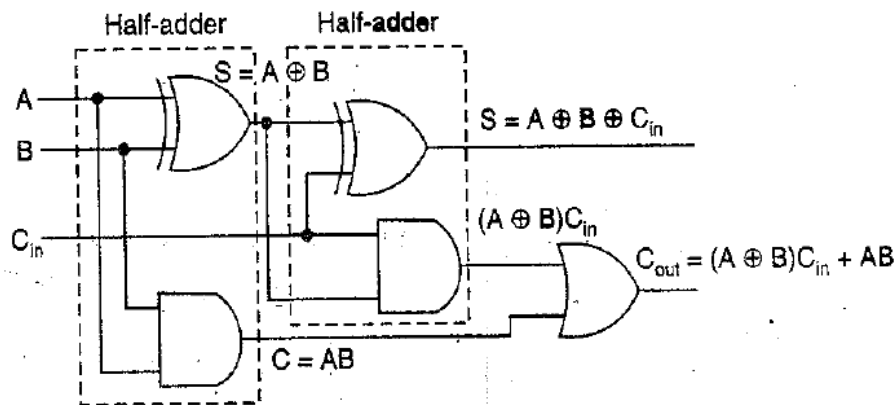 Half-adder
Half-adder
S = A ⊕ B
A
S = A ⊕ B ⊕ C_in
B
(A ⊕ B)C_in
C_in
C_out = (A ⊕ B)C_in + AB
C = AB